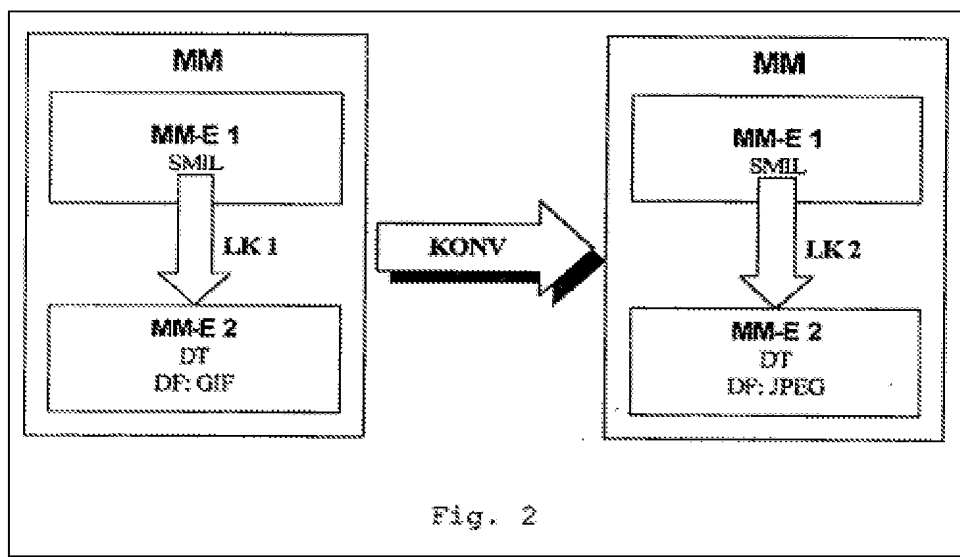 MM
MM-E 1
SMIL
LK 1
MM-E 2
DT
DF: GIF
KONV
MM
MM-E 1
SMIL
LK 2
MM-E 2
DT
DF: JPEG
Fig. 2